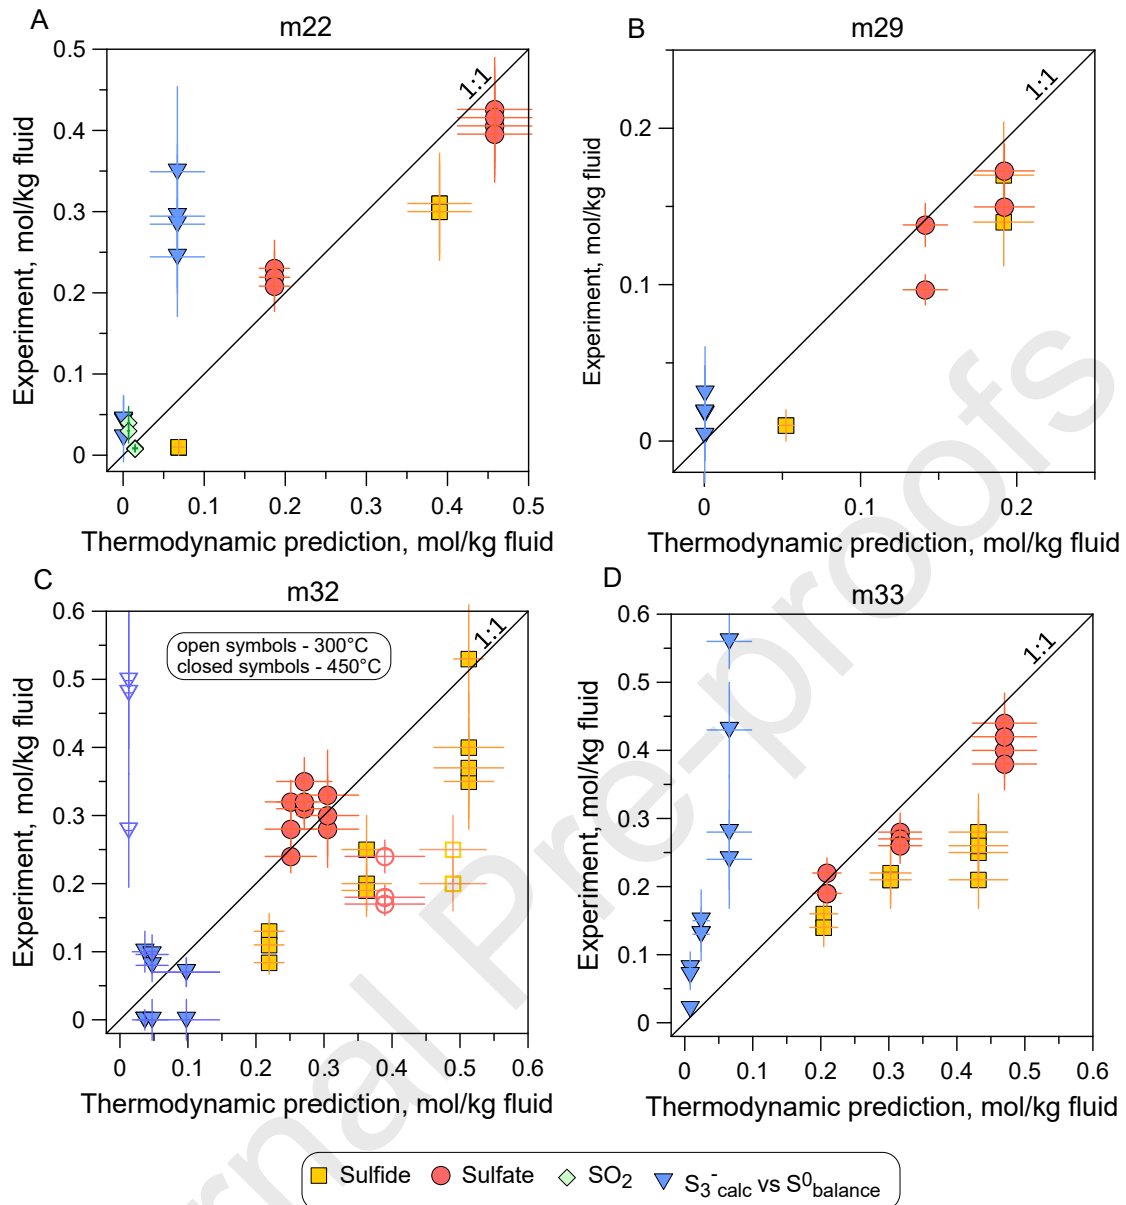 A
m22
0.5
0.4
0.3
0.2
0.1
0
1:1
Experiment, mol/kg fluid
0 0.1 0.2 0.3 0.4 0.5
Thermodynamic prediction, mol/kg fluid
B
m29
0.2
0.1
0
1:1
Experiment, mol/kg fluid
0 0.1 0.2
Thermodynamic prediction, mol/kg fluid
C
m32
0.6
0.5
0.4
0.3
0.2
0.1
0
open symbols - 300°C
closed symbols - 450°C
1:1
Experiment, mol/kg fluid
0 0.1 0.2 0.3 0.4 0.5 0.6
Thermodynamic prediction, mol/kg fluid
D
m33
0.6
0.5
0.4
0.3
0.2
0.1
0
1:1
Experiment, mol/kg fluid
0 0.1 0.2 0.3 0.4 0.5 0.6
Thermodynamic prediction, mol/kg fluid
Sulfide Sulfate SO₂ S₃⁻calc vs S⁰balance
rnal Pre-proofs